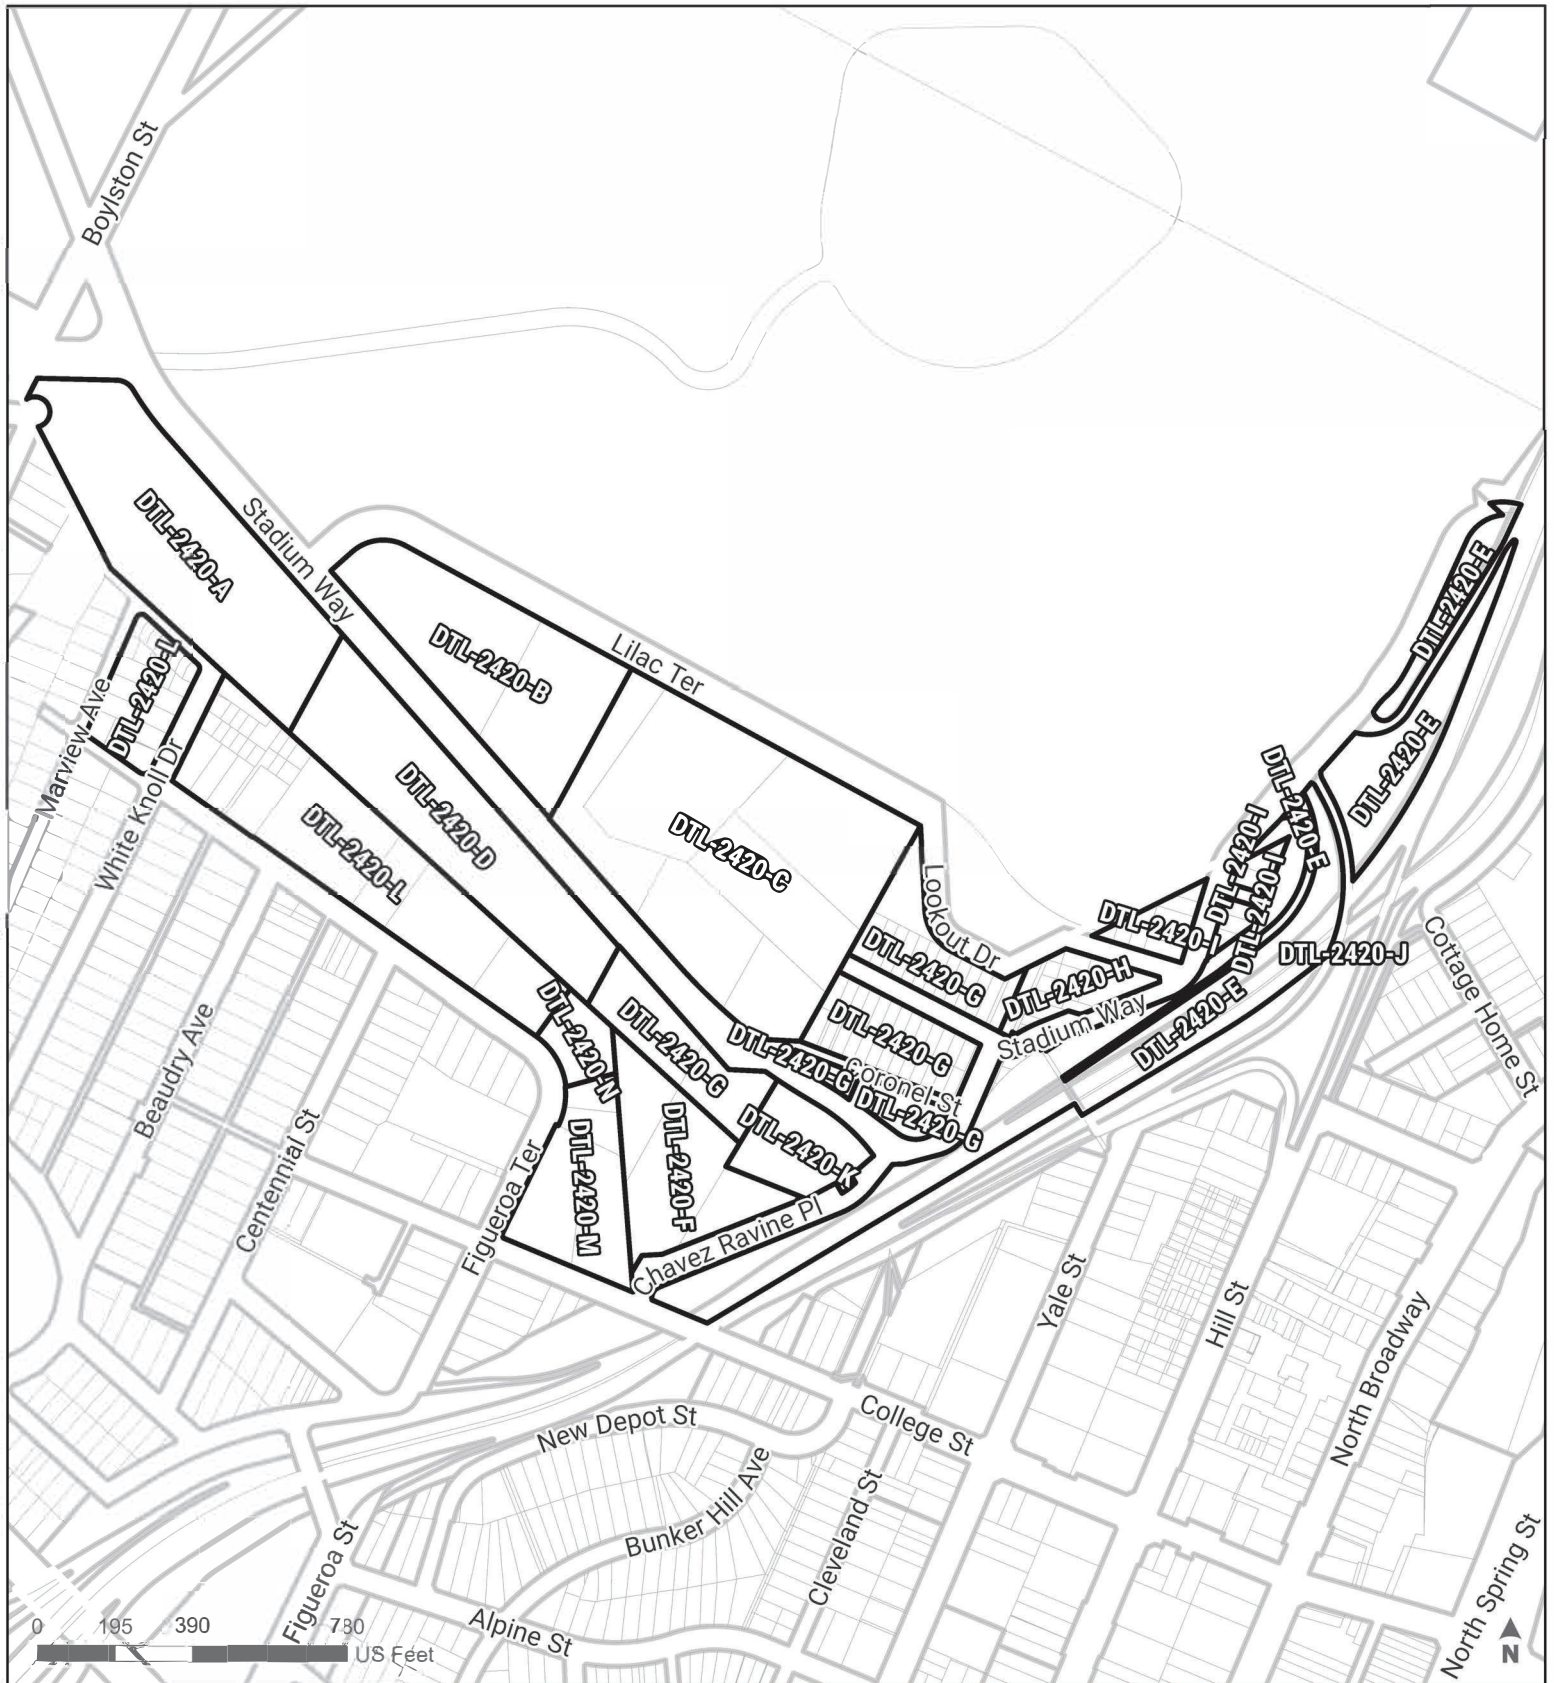 Boylston St
DTL-2420-A
Stadium Way
DTL-2420-B
Lilac Ter
DTL-2420-E
DTL-2420-L
Marview Ave
White Knoll Dr
DTL-2420-D
DTL-2420-L
DTL-2420-C
Lookout Dr
DTL-2420-E
DTL-2420-E
DTL-2420-I
DTL-2420-I
DTL-2420-I
DTL-2420-I
DTL-2420-J
DTL-2420-G
DTL-2420-H
Stadium Way
DTL-2420-E
Cottage Home St
DTL-2420-N
DTL-2420-G
DTL-2420-G
DTL-2420-G
Coronel St
DTL-2420-G
DTL-2420-K
DTL-2420-M
DTL-2420-F
Chavez Ravine Pl
Beaudry Ave
Centennial St
Figueroa Ter
Yale St
Hill St
North Broadway
New Depot St
College St
Bunker Hill Ave
Cleveland St
Figueroa St
Alpine St
North Spring St
0 195 390 780
US Feet
N